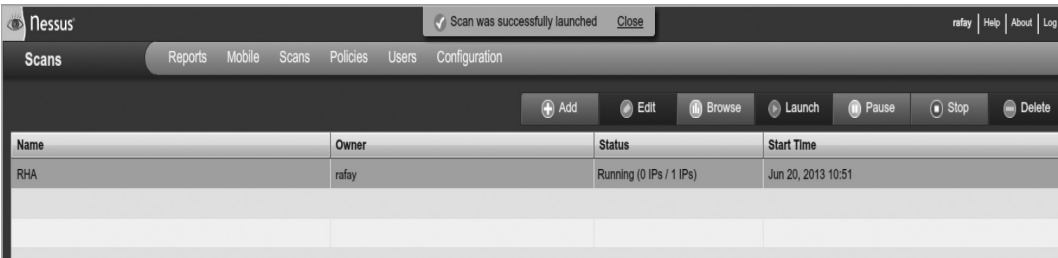 Nessus
Scan was successfully launched Close
rafay Help About Log
Scans Reports Mobile Scans Policies Users Configuration
Add Edit Browse Launch Pause Stop Delete
Name Owner Status Start Time
RHA rafay Running (0 IPs / 1 IPs) Jun 20, 2013 10:51